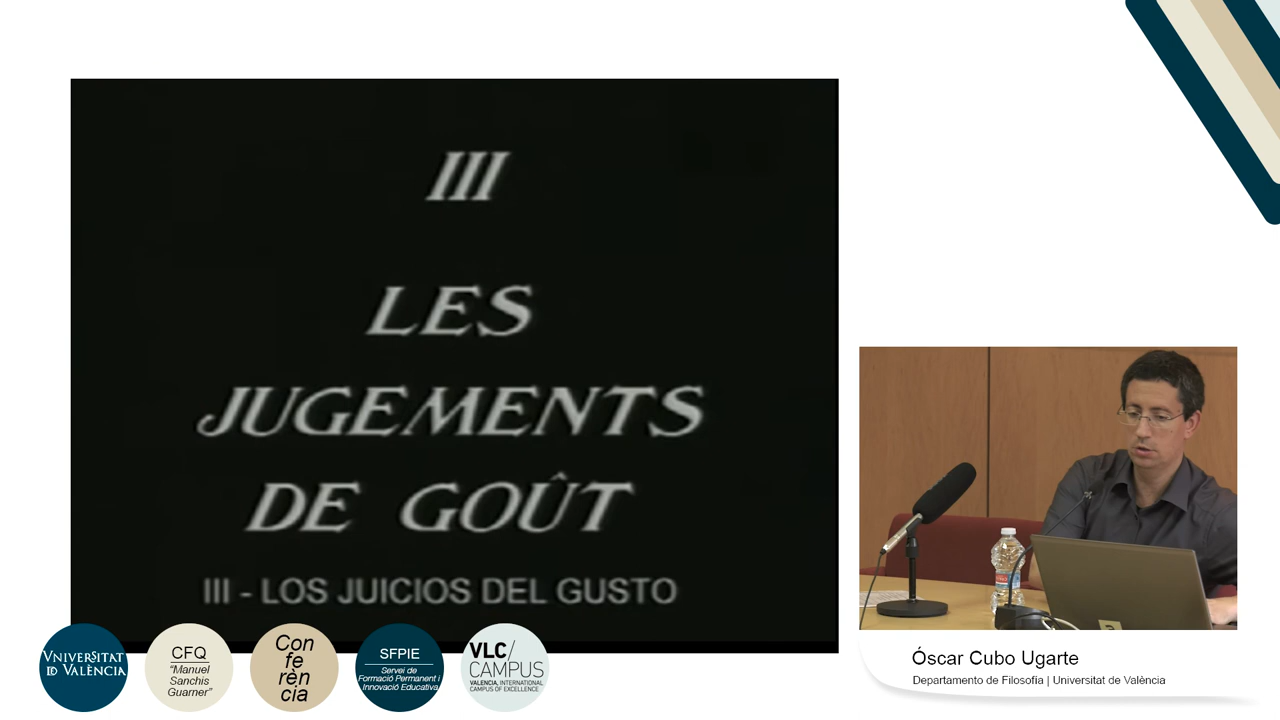 III
LES
JUGEMENTS
DE GOÛT
III - LOS JUICIOS DEL GUSTO
VNIVERSITAT
ID VALÈNCIA
CFQ
"Manuel
Sanchis
Guarner"
Con
fe
rèn
cia
SFPIE
Servei de
Formació Permanent i
Innovació Educativa
VLC/
CAMPUS
VALENCIA, INTERNATIONAL
CAMPUS OF EXCELLENCE
Óscar Cubo Ugarte
Departamento de Filosofía | Universitat de València